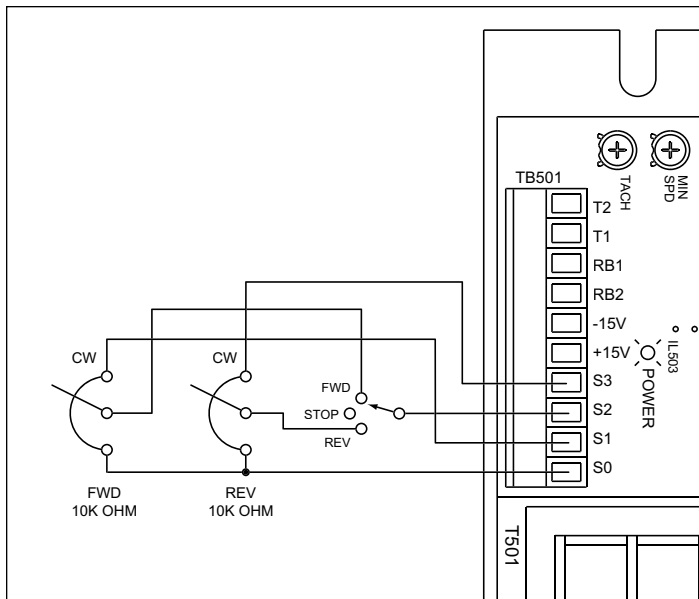 TB501
TACH
MIN
SPD
T2
T1
RB1
RB2
-15V
+15V
S3
S2
S1
S0
IL503
POWER
CW
CW
FWD
STOP
REV
FWD
10K OHM
REV
10K OHM
T501